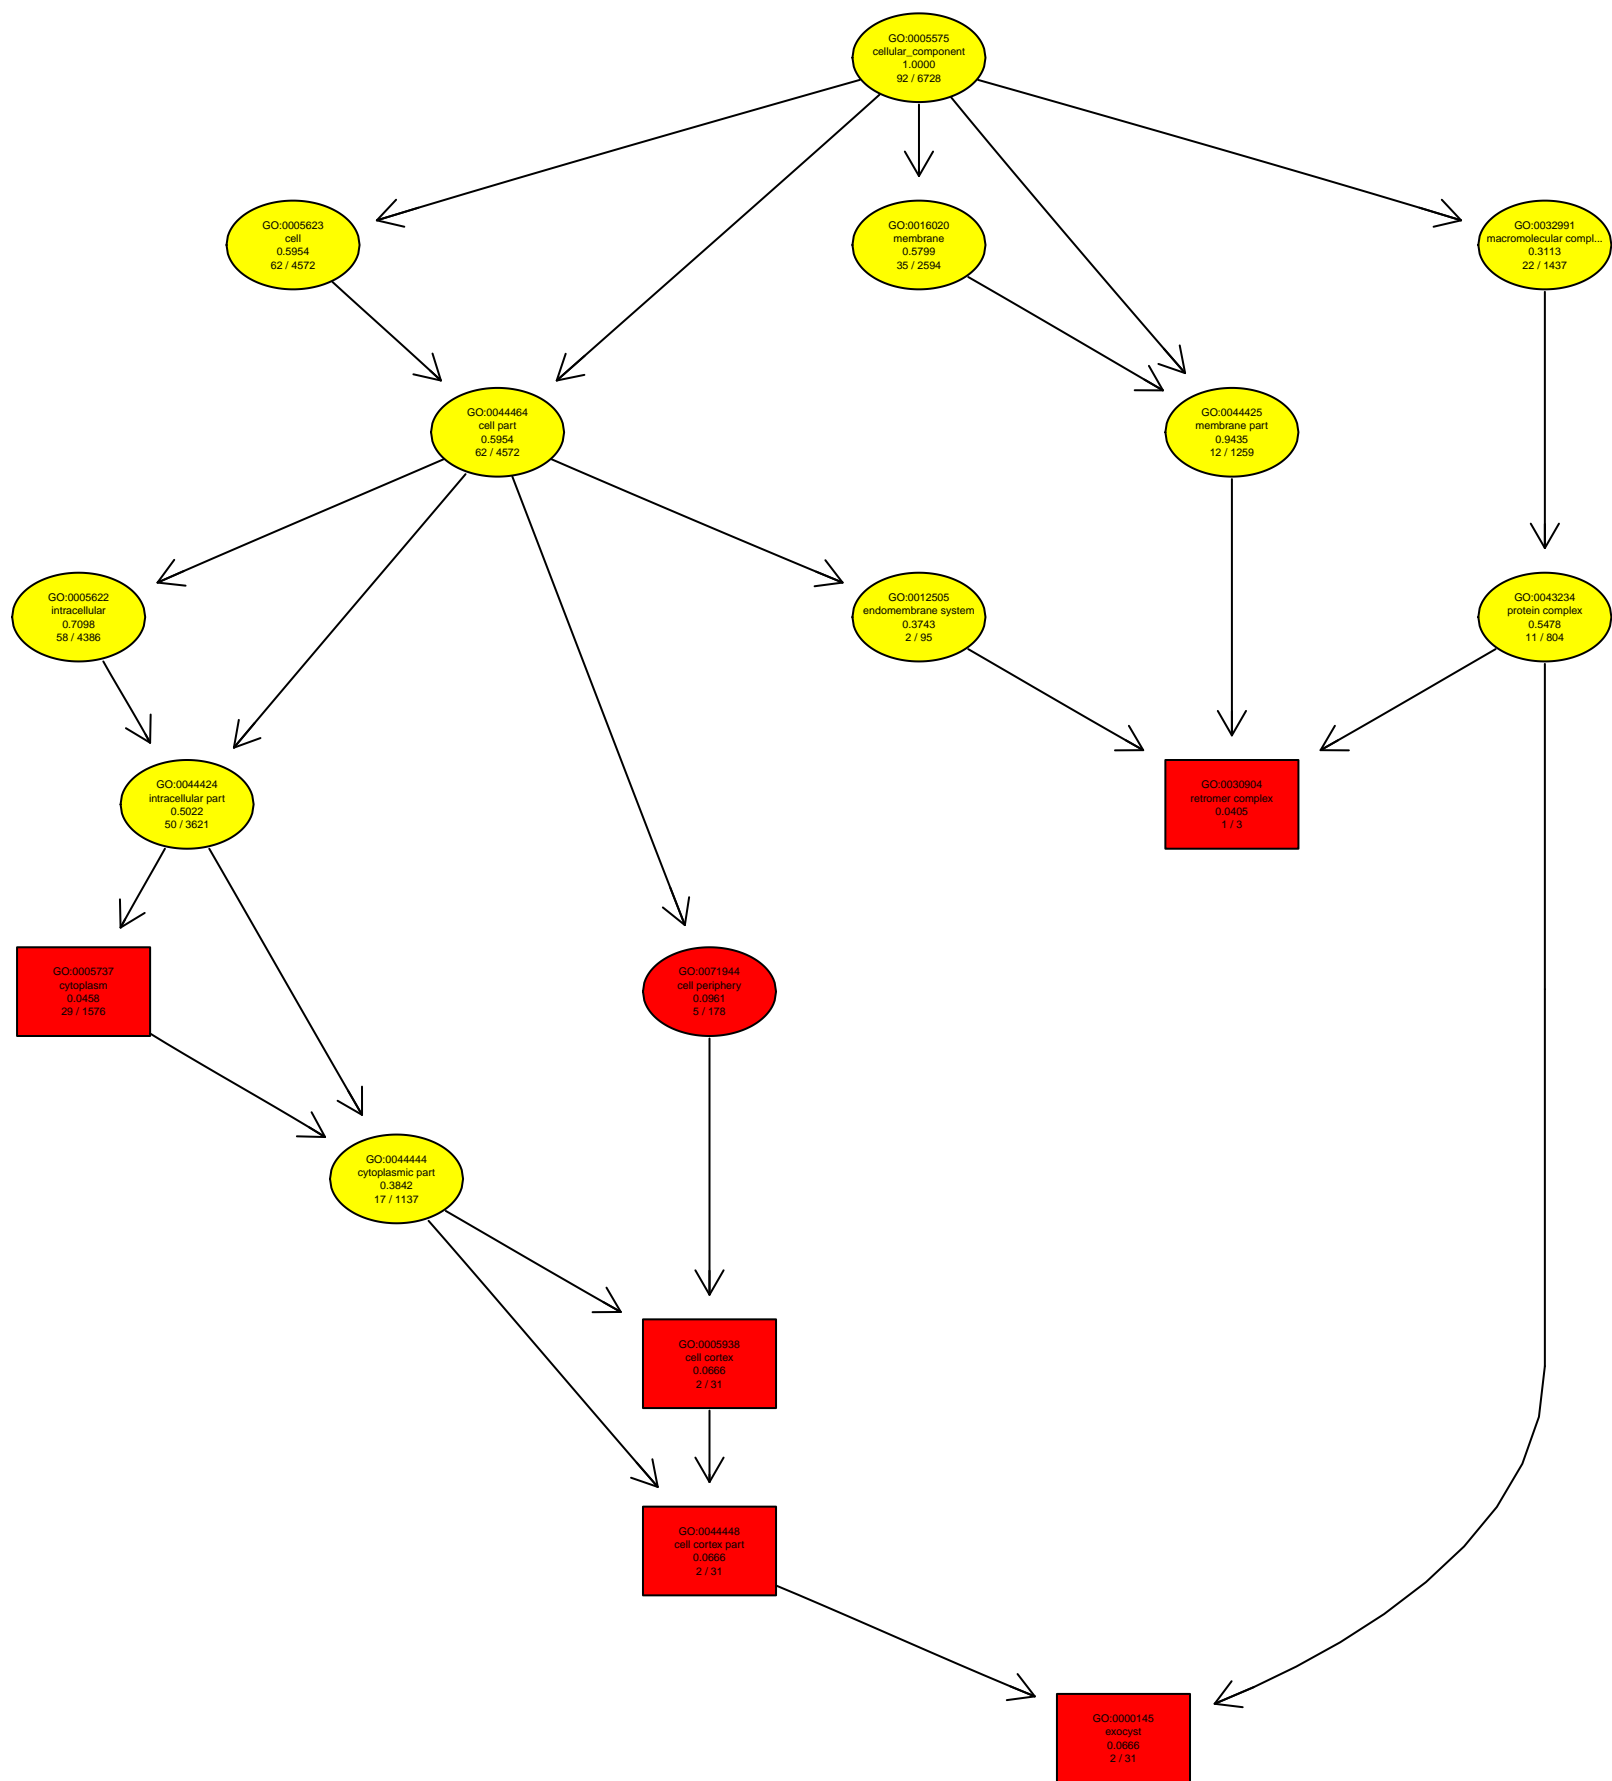 GO:0005575
cellular_component
1.0000
92 / 6728
GO:0005623
cell
0.5954
62 / 4572
GO:0016020
membrane
0.5799
35 / 2594
GO:0032991
macromolecular compl...
0.3113
22 / 1437
GO:0044464
cell part
0.5954
62 / 4572
GO:0044425
membrane part
0.9435
12 / 1259
GO:0005622
intracellular
0.7098
58 / 4386
GO:0012505
endomembrane system
0.3743
2 / 95
GO:0043234
protein complex
0.5478
11 / 804
GO:0044424
intracellular part
0.5022
50 / 3621
GO:0030904
retromer complex
0.0405
1 / 3
GO:0005737
cytoplasm
0.0458
29 / 1576
GO:0071944
cell periphery
0.0961
5 / 178
GO:0044444
cytoplasmic part
0.3842
17 / 1137
GO:0005938
cell cortex
0.0666
2 / 31
GO:0044448
cell cortex part
0.0666
2 / 31
GO:0000145
exocyst
0.0666
2 / 31